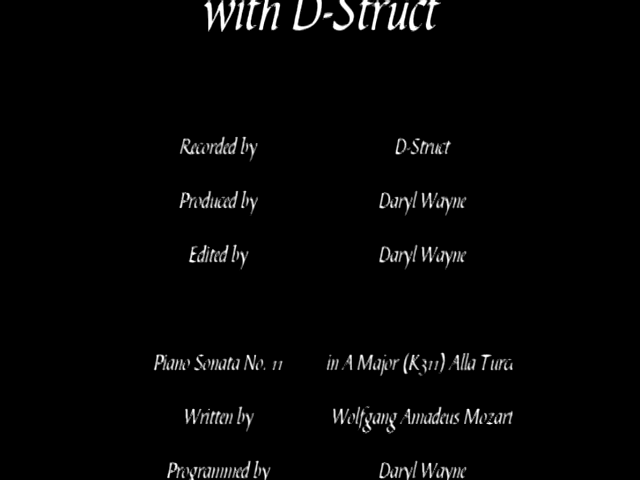 with D-Struct
Recorded by D-Struct
Produced by Daryl Wayne
Edited by Daryl Wayne
Piano Sonata No. 11 in A Major (K311) Alla Turca
Written by Wolfgang Amadeus Mozart
Programmed by Daryl Wayne